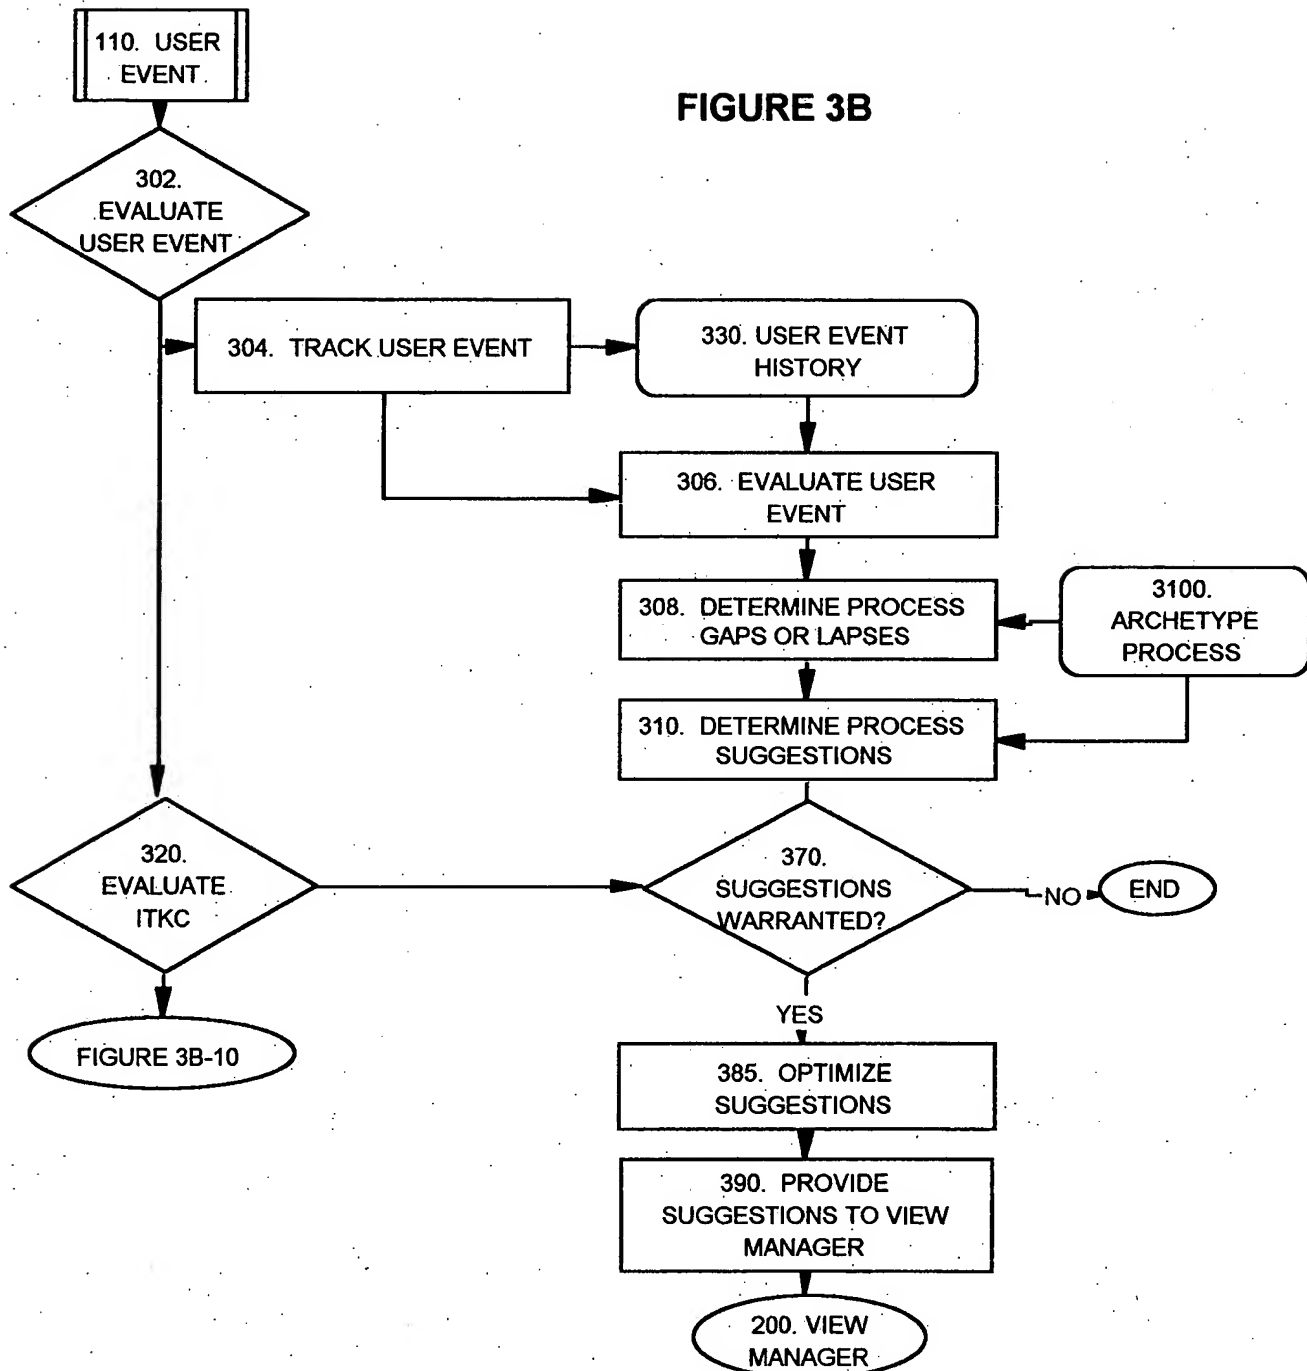 110. USER
EVENT
FIGURE 3B
302.
EVALUATE
USER EVENT
304. TRACK USER EVENT
330. USER EVENT
HISTORY
306. EVALUATE USER
EVENT
308. DETERMINE PROCESS
GAPS OR LAPSES
3100.
ARCHETYPE
PROCESS
310. DETERMINE PROCESS
SUGGESTIONS
320.
EVALUATE
ITKC
370.
SUGGESTIONS
WARRANTED?
NO
END
YES
FIGURE 3B-10
385. OPTIMIZE
SUGGESTIONS
390. PROVIDE
SUGGESTIONS TO VIEW
MANAGER
200. VIEW
MANAGER